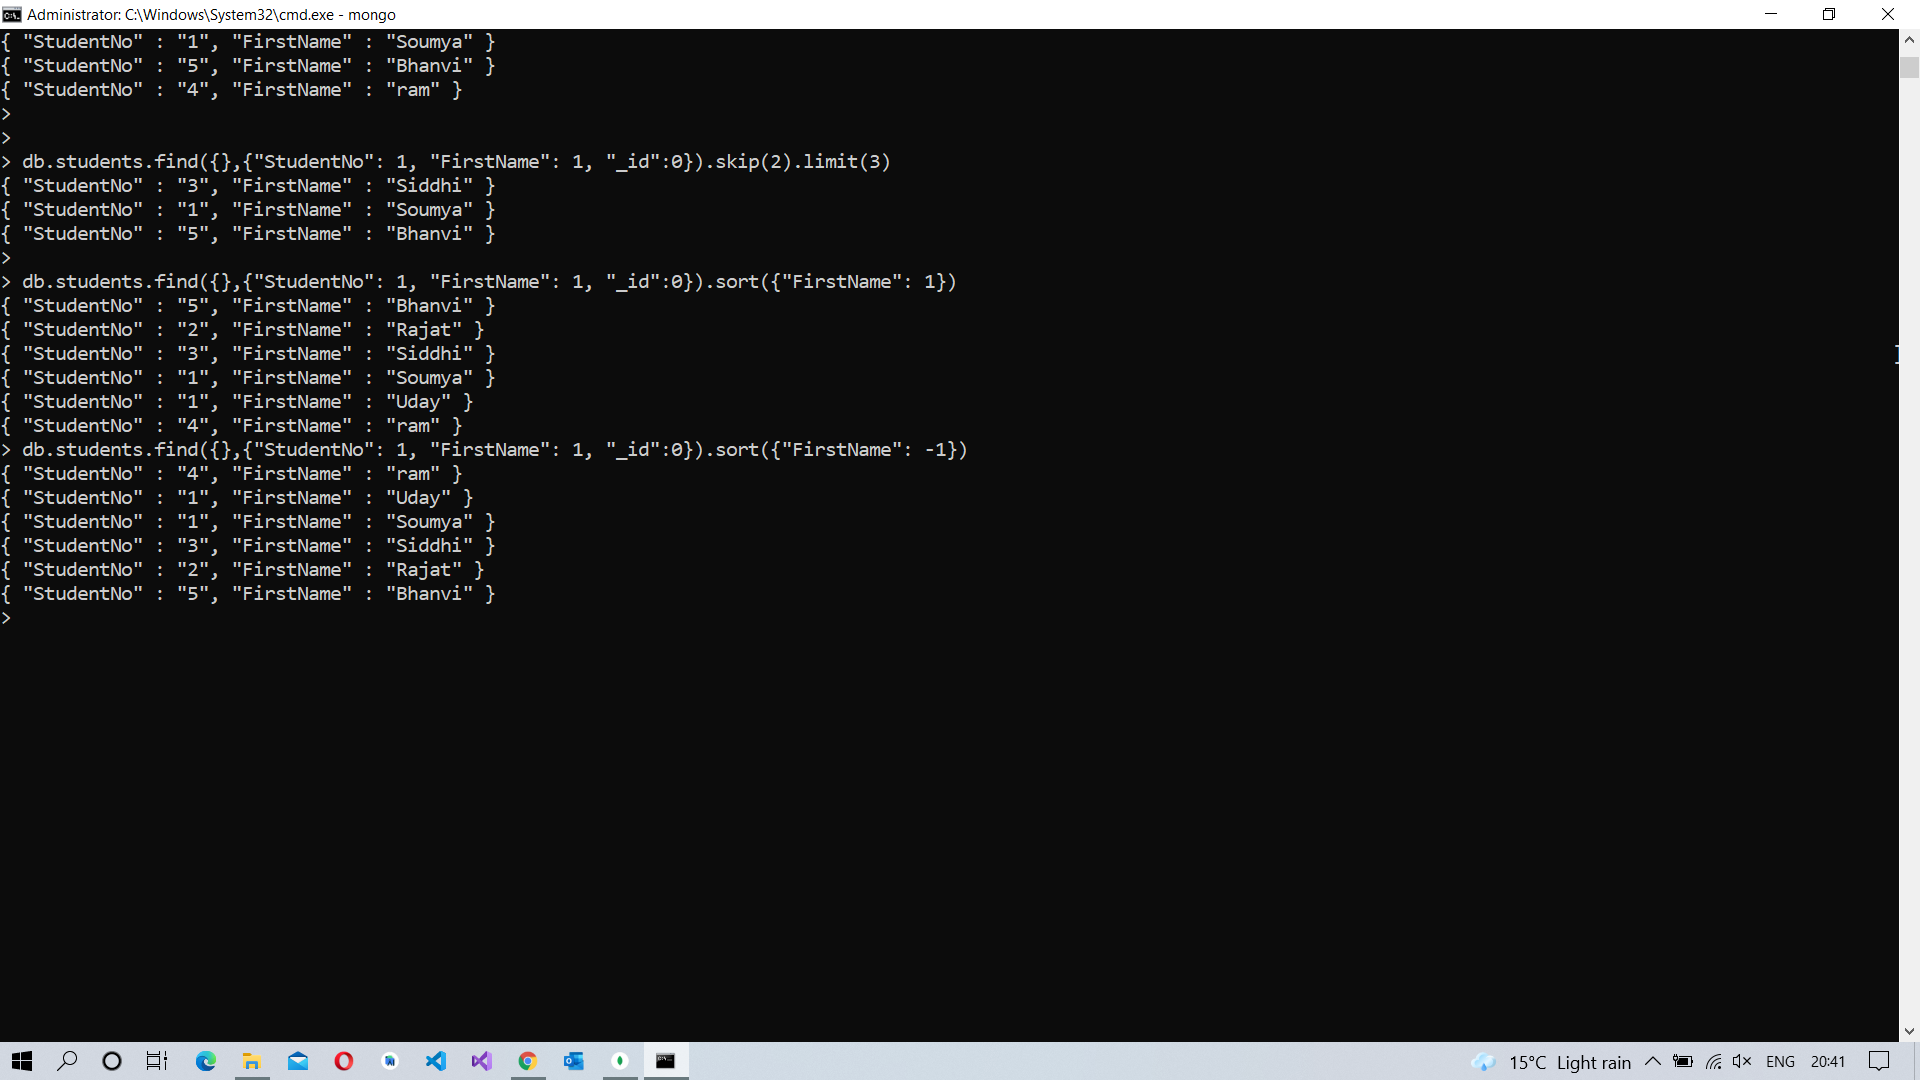 Administrator: C:\Windows\System32\cmd.exe - mongo
{ "StudentNo" : "1", "FirstName" : "Soumya" }
{ "StudentNo" : "5", "FirstName" : "Bhanvi" }
{ "StudentNo" : "4", "FirstName" : "ram" }
>
>
> db.students.find({},{"StudentNo": 1, "FirstName": 1, "_id":0}).skip(2).limit(3)
{ "StudentNo" : "3", "FirstName" : "Siddhi" }
{ "StudentNo" : "1", "FirstName" : "Soumya" }
{ "StudentNo" : "5", "FirstName" : "Bhanvi" }
>
> db.students.find({},{"StudentNo": 1, "FirstName": 1, "_id":0}).sort({"FirstName": 1})
{ "StudentNo" : "5", "FirstName" : "Bhanvi" }
{ "StudentNo" : "2", "FirstName" : "Rajat" }
{ "StudentNo" : "3", "FirstName" : "Siddhi" }
{ "StudentNo" : "1", "FirstName" : "Soumya" }
{ "StudentNo" : "1", "FirstName" : "Uday" }
{ "StudentNo" : "4", "FirstName" : "ram" }
> db.students.find({},{"StudentNo": 1, "FirstName": 1, "_id":0}).sort({"FirstName": -1})
{ "StudentNo" : "4", "FirstName" : "ram" }
{ "StudentNo" : "1", "FirstName" : "Uday" }
{ "StudentNo" : "1", "FirstName" : "Soumya" }
{ "StudentNo" : "3", "FirstName" : "Siddhi" }
{ "StudentNo" : "2", "FirstName" : "Rajat" }
{ "StudentNo" : "5", "FirstName" : "Bhanvi" }
>
15°C Light rain ENG 20:41